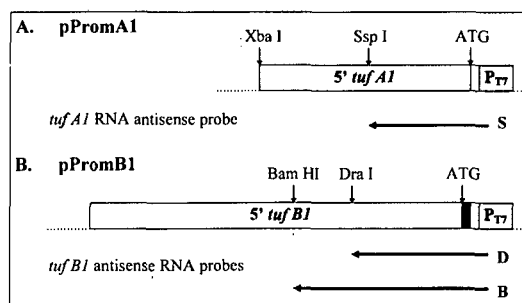 A. pPromA1
Xba I Ssp I ATG
5' tuf A1 PT7
tuf A1 RNA antisense probe S
B. pPromB1
Bam HI Dra I ATG
5' tuf B1 PT7
D
tuf B1 antisense RNA probes
B